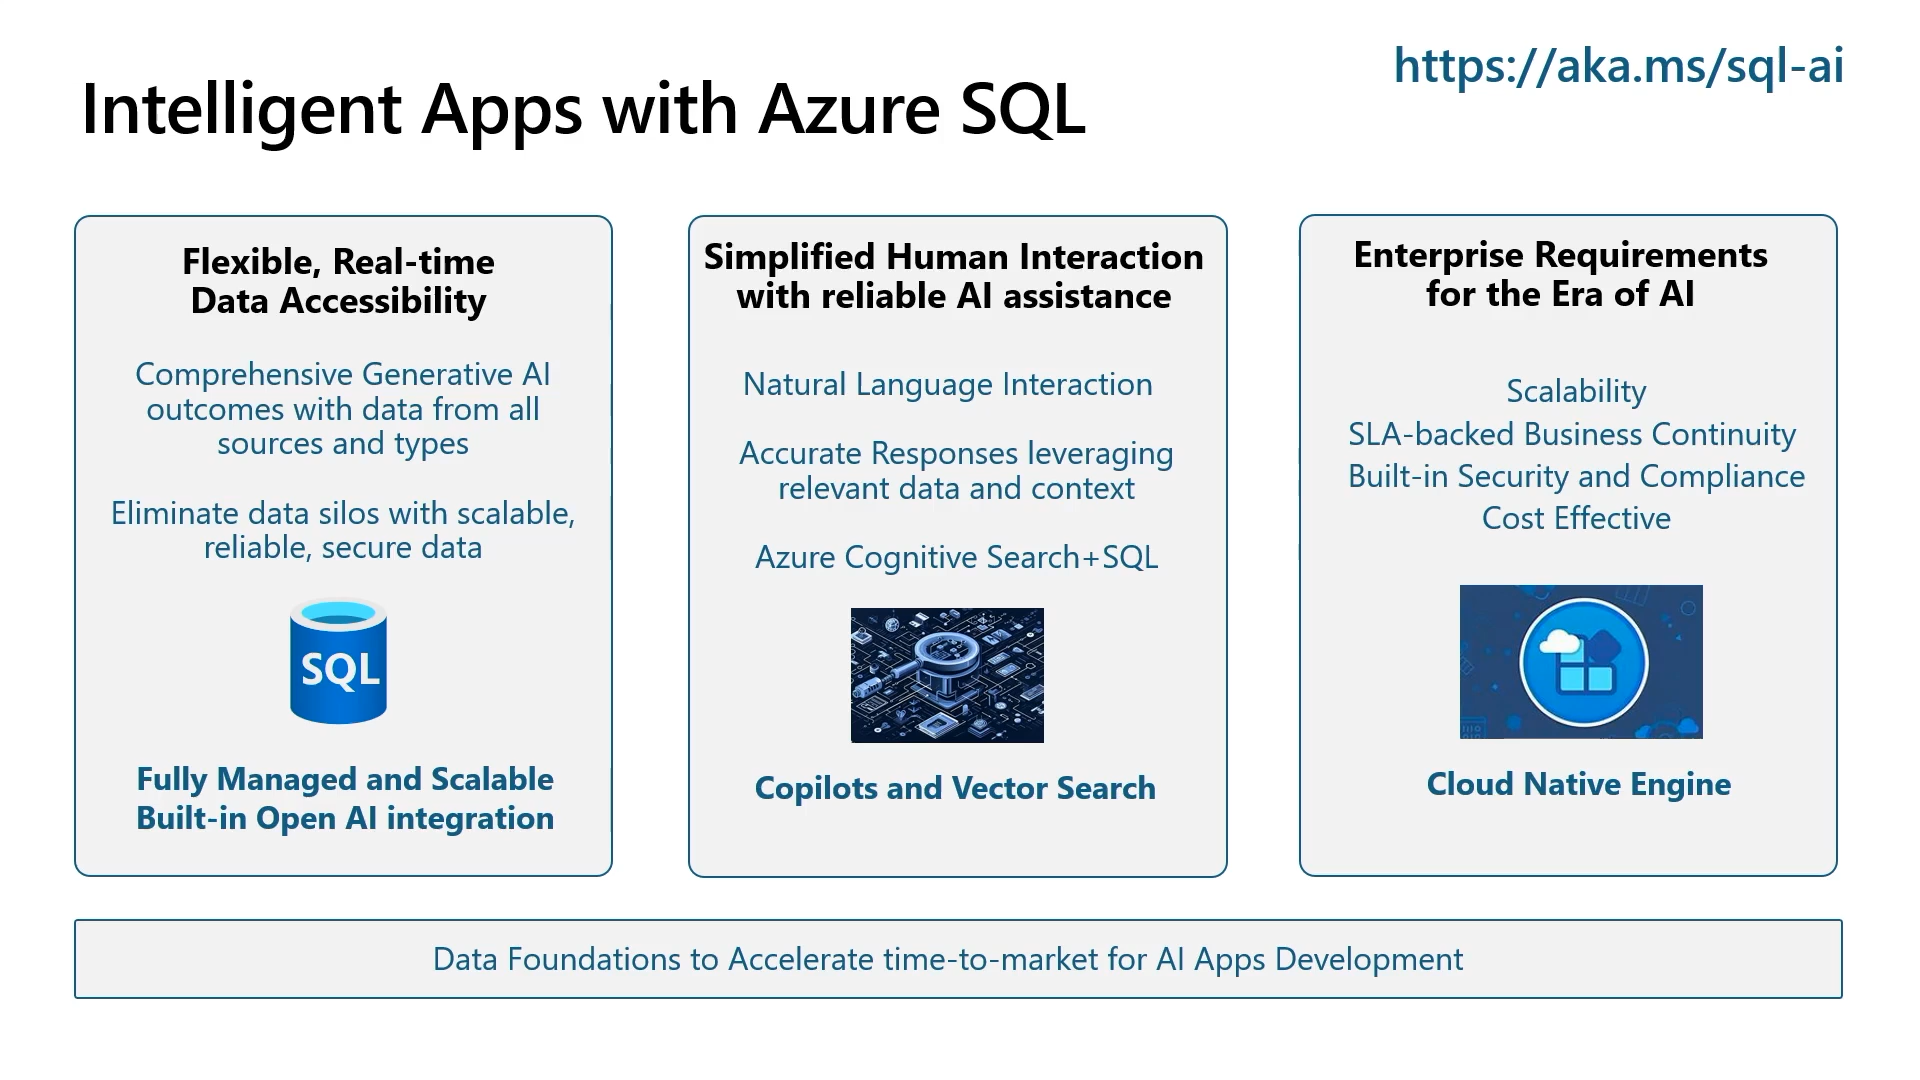 https://aka.ms/sql-ai
Intelligent Apps with Azure SQL
Flexible, Real-time
Data Accessibility
Comprehensive Generative AI
outcomes with data from all
sources and types
Eliminate data silos with scalable,
reliable, secure data
SQL
Fully Managed and Scalable
Built-in Open AI integration
Simplified Human Interaction
with reliable AI assistance
Natural Language Interaction
Accurate Responses leveraging
relevant data and context
Azure Cognitive Search+SQL
Copilots and Vector Search
Enterprise Requirements
for the Era of AI
Scalability
SLA-backed Business Continuity
Built-in Security and Compliance
Cost Effective
Cloud Native Engine
Data Foundations to Accelerate time-to-market for AI Apps Development